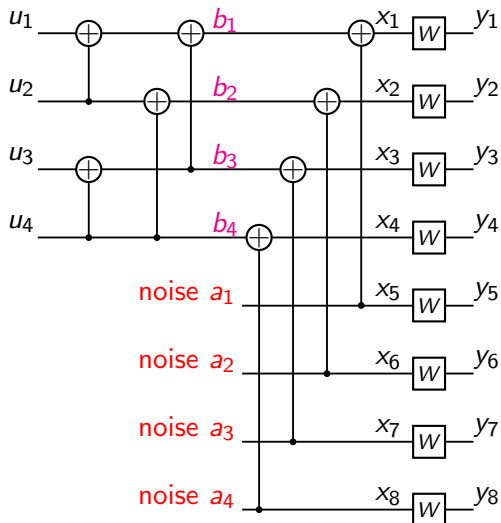 u₁ b₁ x₁ W y₁
u₂ b₂ x₂ W y₂
u₃ b₃ x₃ W y₃
u₄ b₄ x₄ W y₄
noise a₁ x₅ W y₅
noise a₂ x₆ W y₆
noise a₃ x₇ W y₇
noise a₄ x₈ W y₈